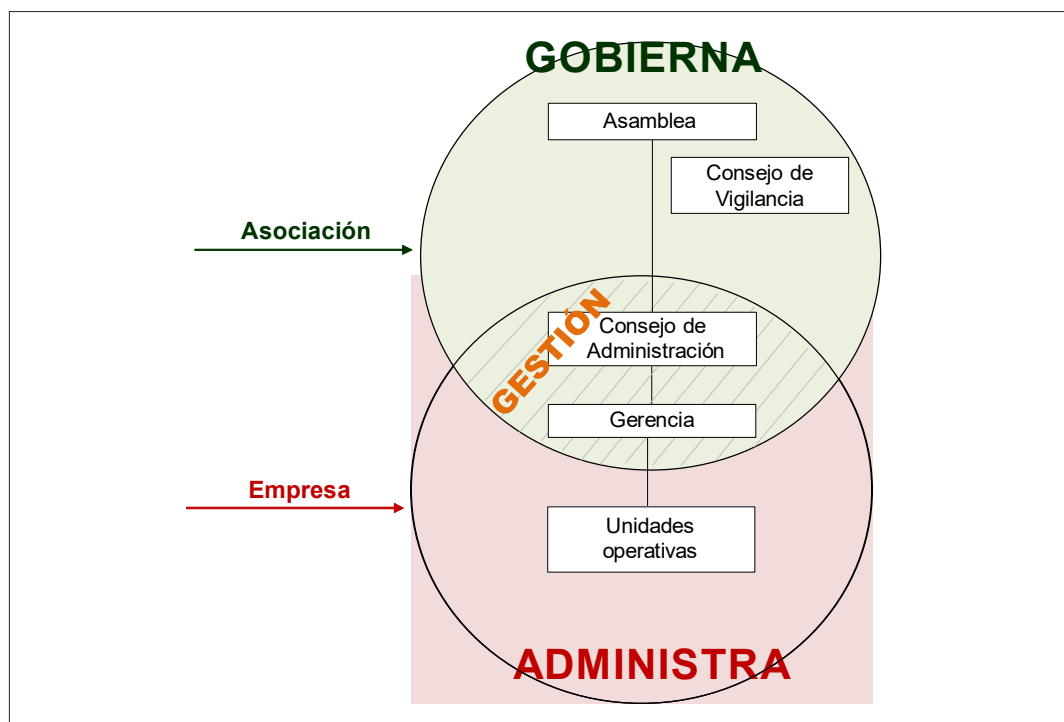 GOBIERNA
Asamblea
Consejo de
Vigilancia
Asociación
GESTIÓN
Consejo de
Administración
Gerencia
Empresa
Unidades
operativas
ADMINISTRA